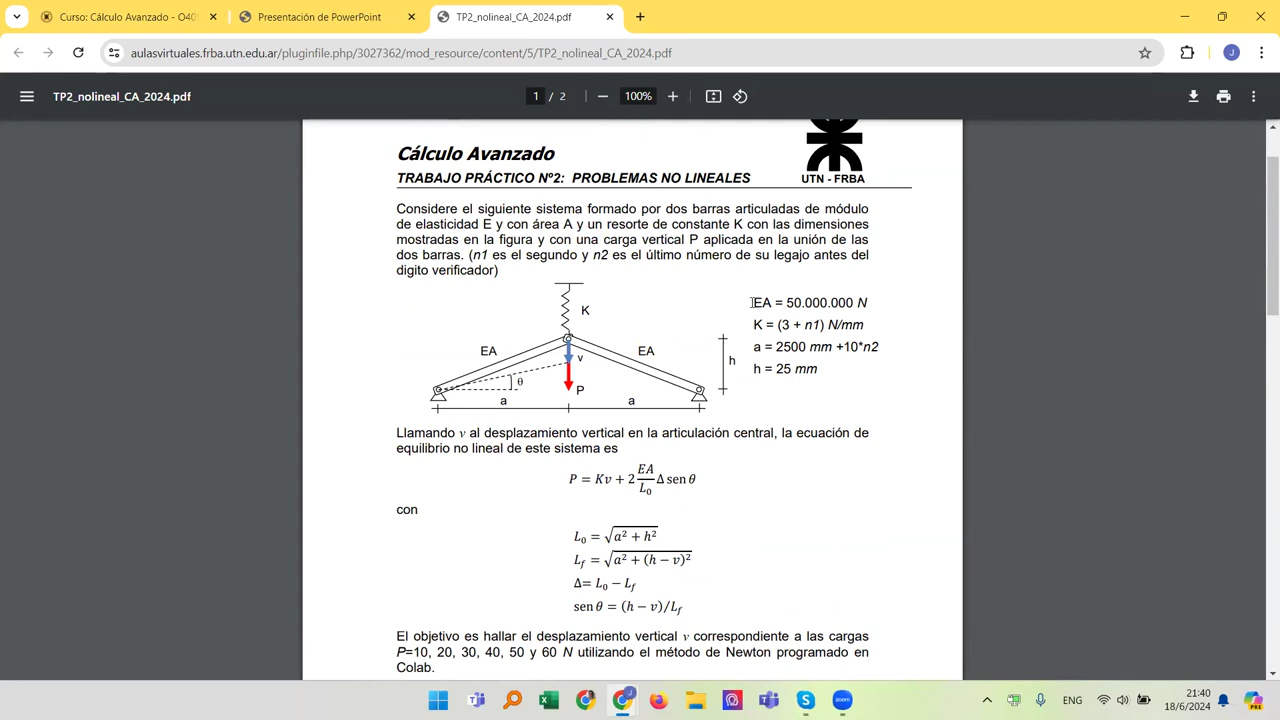 Curso: Cálculo Avanzado - O405
Presentación de PowerPoint
TP2_nolineal_CA_2024.pdf
aulasvirtuales.frba.utn.edu.ar/pluginfile.php/3027362/mod_resource/content/5/TP2_nolineal_CA_2024.pdf
J
TP2_nolineal_CA_2024.pdf
1 / 2
100%
Cálculo Avanzado
UTN - FRBA
TRABAJO PRÁCTICO Nº2: PROBLEMAS NO LINEALES
Considere el siguiente sistema formado por dos barras articuladas de módulo
de elasticidad E y con área A y un resorte de constante K con las dimensiones
mostradas en la figura y con una carga vertical P aplicada en la unión de las
dos barras. (n1 es el segundo y n2 es el último número de su legajo antes del
digito verificador)
K
EA
EA
v
h
θ
P
a
a
EA = 50.000.000 N
K = (3 + n1) N/mm
a = 2500 mm +10*n2
h = 25 mm
Llamando v al desplazamiento vertical en la articulación central, la ecuación de
equilibrio no lineal de este sistema es
P = Kv + 2 EA/L₀ Δ sen θ
con
L₀ = √(a² + h²)
L_f = √(a² + (h − v)²)
Δ= L₀ − L_f
sen θ = (h − v)/L_f
El objetivo es hallar el desplazamiento vertical v correspondiente a las cargas
P=10, 20, 30, 40, 50 y 60 N utilizando el método de Newton programado en
Colab.
zoom
ENG
21:40
18/6/2024
PRE